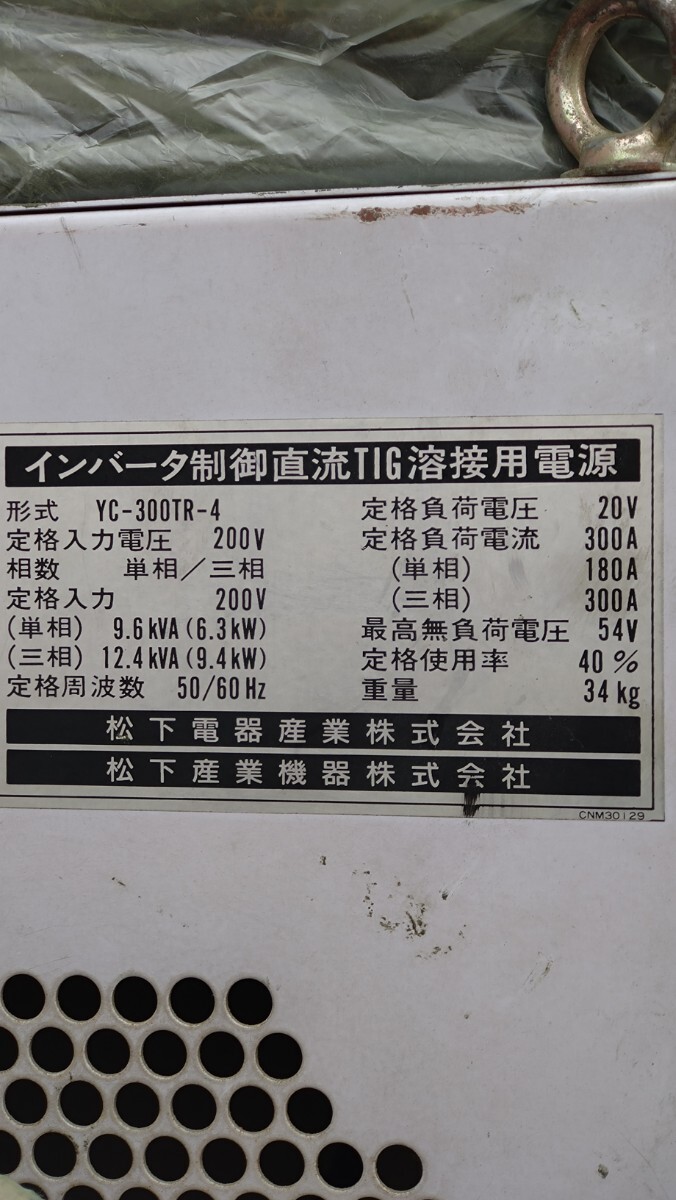 インバータ制御直流TIG溶接用電源
形式 YC-300TR-4
定格入力電圧 200V
相数 単相/三相
定格入力 200V
(単相) 9.6kVA(6.3kW)
(三相) 12.4kVA(9.4kW)
定格周波数 50/60Hz
定格負荷電圧 20V
定格負荷電流 300A
(単相) 180A
(三相) 300A
最高無負荷電圧 54V
定格使用率 40%
重量 34kg
松下電器産業株式会社
松下産業機器株式会社
CNM30129